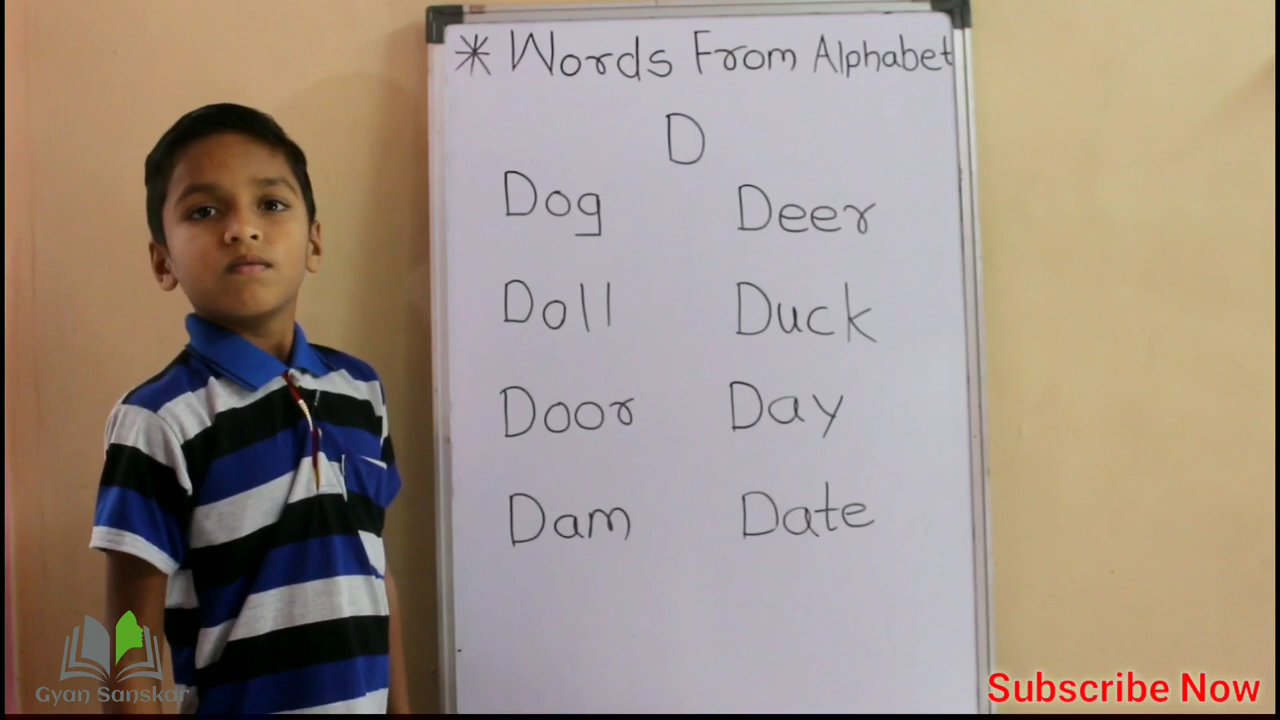 * Words From Alphabet
D
Dog Deer
Doll Duck
Door Day
Dam Date
Gyan Sanskar
Subscribe Now